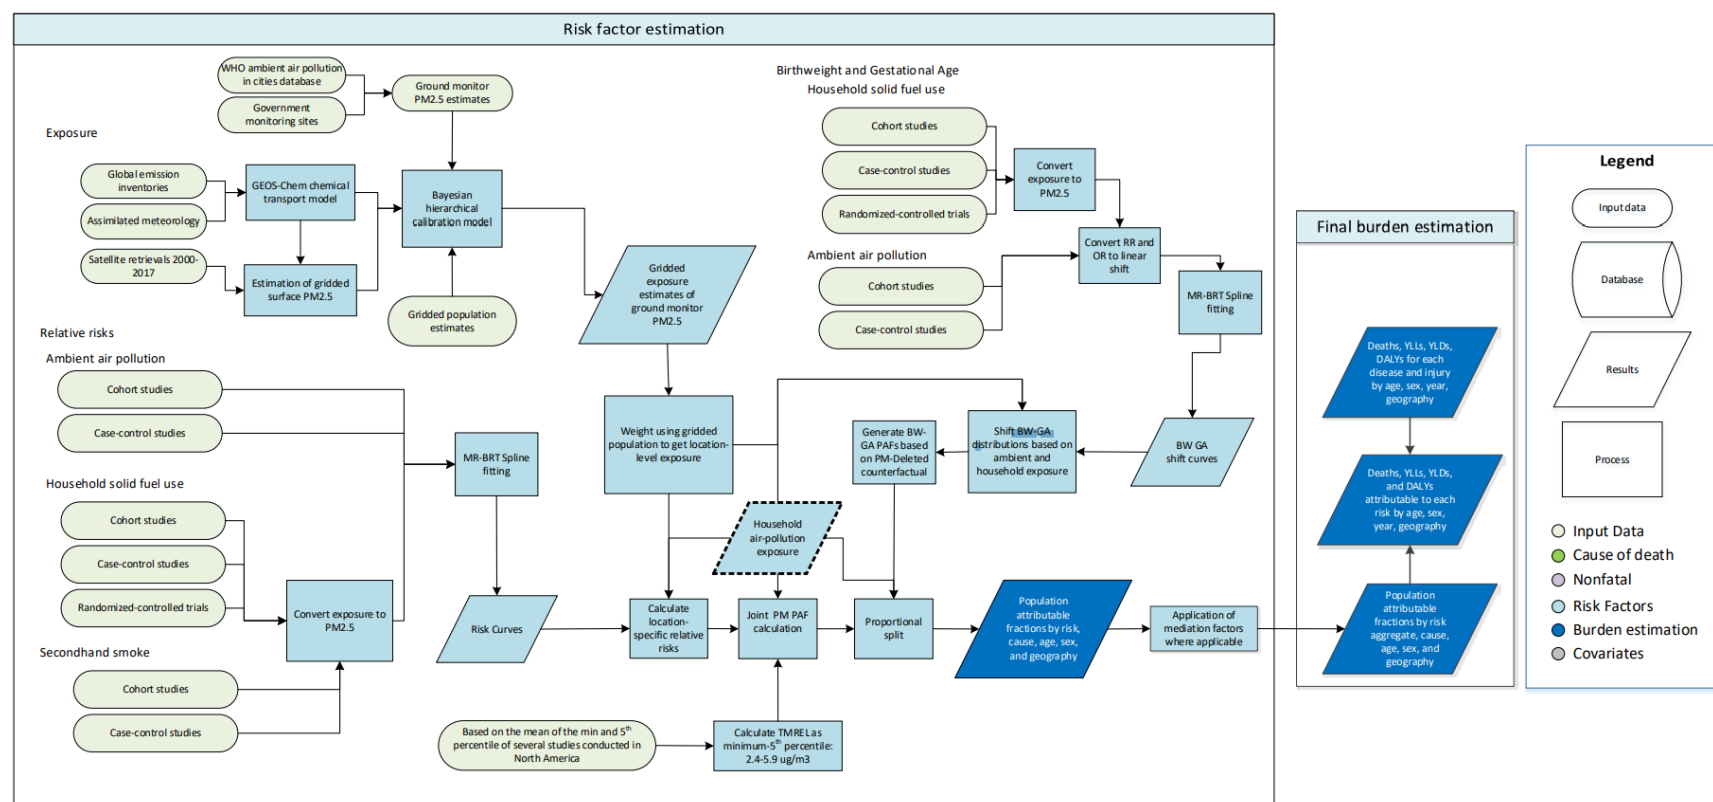 Risk factor estimation
WHO ambient air pollution
in cities database
Government
monitoring sites
Ground monitor
PM2.5 estimates
Exposure
Global emission
inventories
Assimilated meteorology
Satellite retrievals 2000-
2017
GEOS-Chem chemical
transport model
Estimation of gridded
surface PM2.5
Bayesian
hierarchical
calibration model
Gridded population
estimates
Gridded
exposure
estimates of
ground monitor
PM2.5
Relative risks
Ambient air pollution
Cohort studies
Case-control studies
Household solid fuel use
Cohort studies
Case-control studies
Randomized-controlled trials
Secondhand smoke
Cohort studies
Case-control studies
Convert exposure to
PM2.5
MR-BRT Spline
fitting
Risk Curves
Weight using gridded
population to get location-
level exposure
Birthweight and Gestational Age
Household solid fuel use
Cohort studies
Case-control studies
Randomized-controlled trials
Convert
exposure to
PM2.5
Ambient air pollution
Cohort studies
Case-control studies
Convert RR and
OR to linear
shift
MR-BRT Spline
fitting
BW GA
shift curves
Shift BW-GA
distributions based on
ambient and
household exposure
Generate BW-
GA PAFs based
on PM-Deleted
counterfactual
Household
air-pollution
exposure
Calculate
location-
specific relative
risks
Joint PM PAF
calculation
Proportional
split
Based on the mean of the min and 5th
percentile of several studies conducted in
North America
Calculate TMREL as
minimum-5th percentile:
2.4-5.9 ug/m3
Population
attributable
fractions by risk,
cause, age, sex,
and geography
Application of
mediation factors
where applicable
Final burden estimation
Deaths, YLLs, YLDs,
DALYs for each
disease and injury
by age, sex, year,
geography
Deaths, YLLs, YLDs,
and DALYs
attributable to each
risk by age, sex,
year, geography
Population
attributable
fractions by risk
aggregate, cause,
age, sex, and
geography
Legend
Input data
Database
Results
Process
Input Data
Cause of death
Nonfatal
Risk Factors
Burden estimation
Covariates